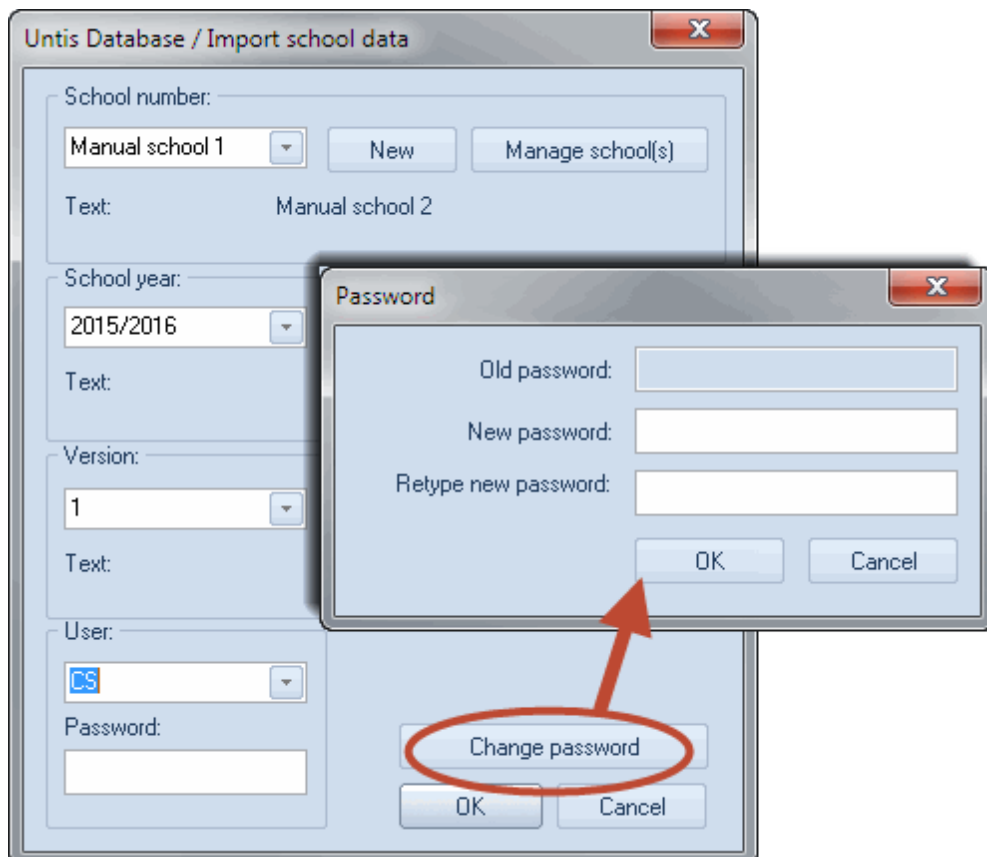 Untis Database / Import school data
School number:
Manual school 1
New
Manage school(s)
Text:
Manual school 2
School year:
2015/2016
Text:
Version:
1
Text:
User:
CS
Password:
Change password
OK
Cancel
Password
Old password:
New password:
Retype new password:
OK
Cancel